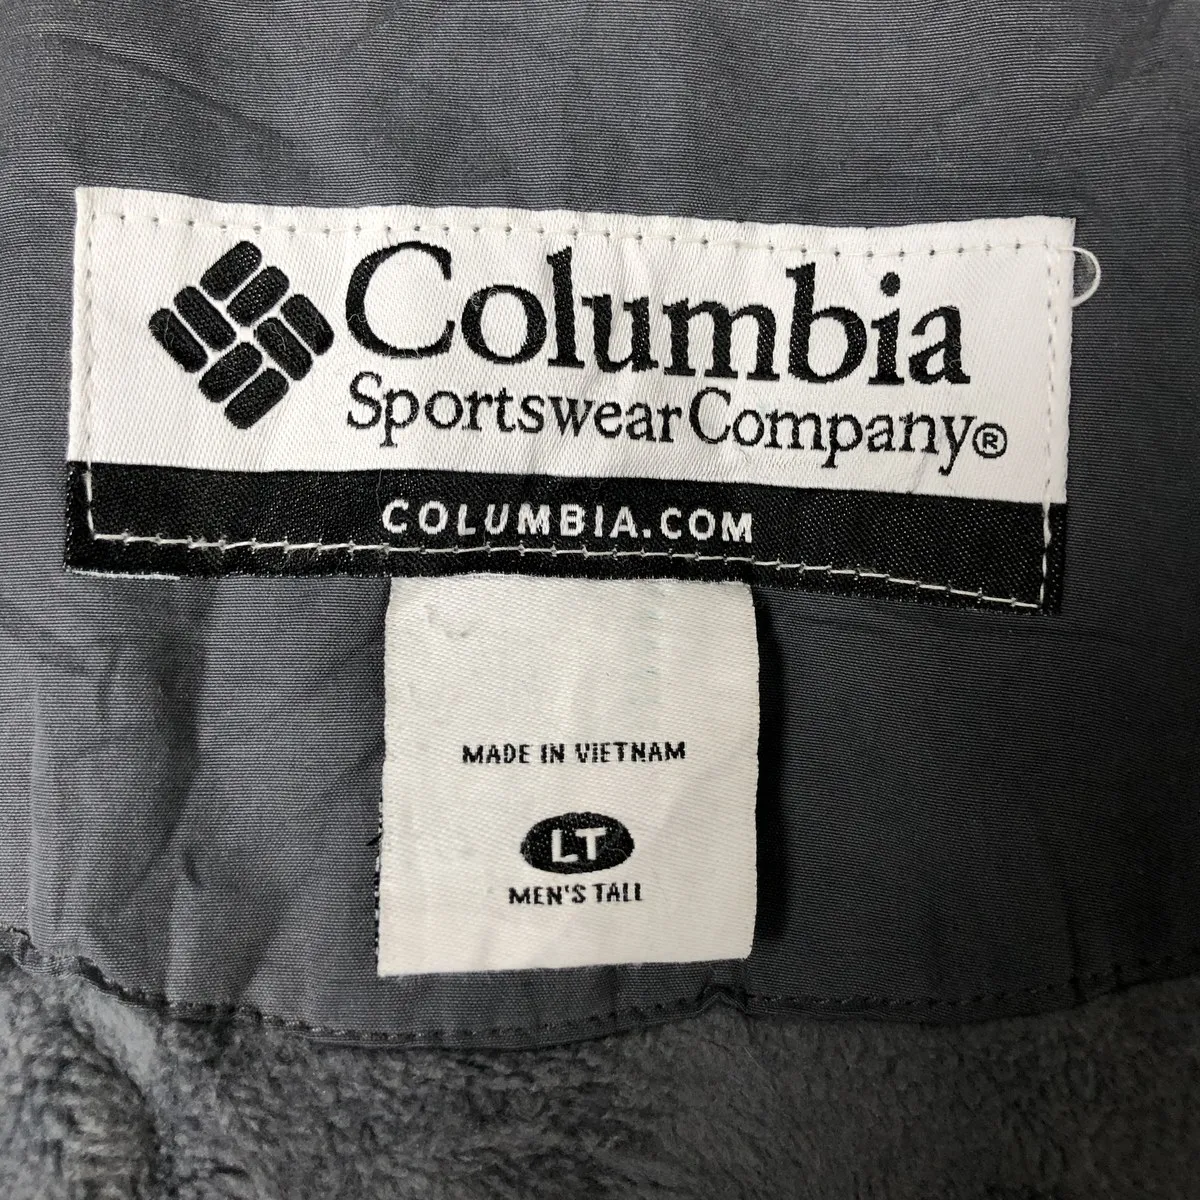 Columbia
Sportswear Company®
COLUMBIA.COM
MADE IN VIETNAM
LT
MEN'S TALL